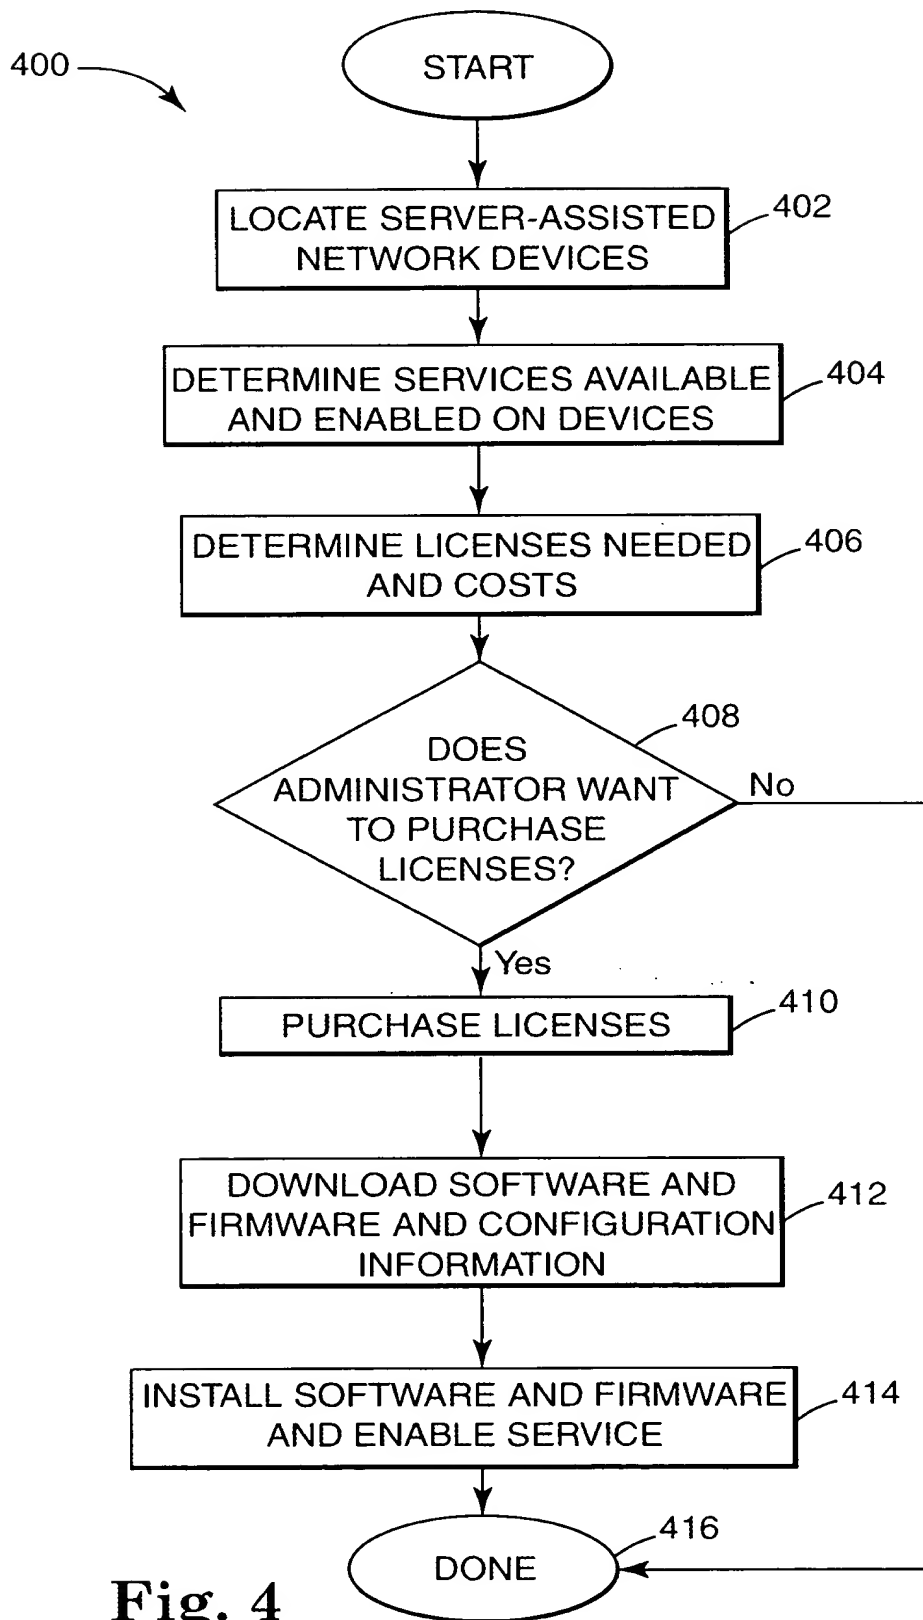 400
START
LOCATE SERVER-ASSISTED
NETWORK DEVICES
402
DETERMINE SERVICES AVAILABLE
AND ENABLED ON DEVICES
404
DETERMINE LICENSES NEEDED
AND COSTS
406
408
DOES
ADMINISTRATOR WANT
TO PURCHASE
LICENSES?
No
Yes
PURCHASE LICENSES
410
DOWNLOAD SOFTWARE AND
FIRMWARE AND CONFIGURATION
INFORMATION
412
INSTALL SOFTWARE AND FIRMWARE
AND ENABLE SERVICE
414
416
DONE
Fig. 4